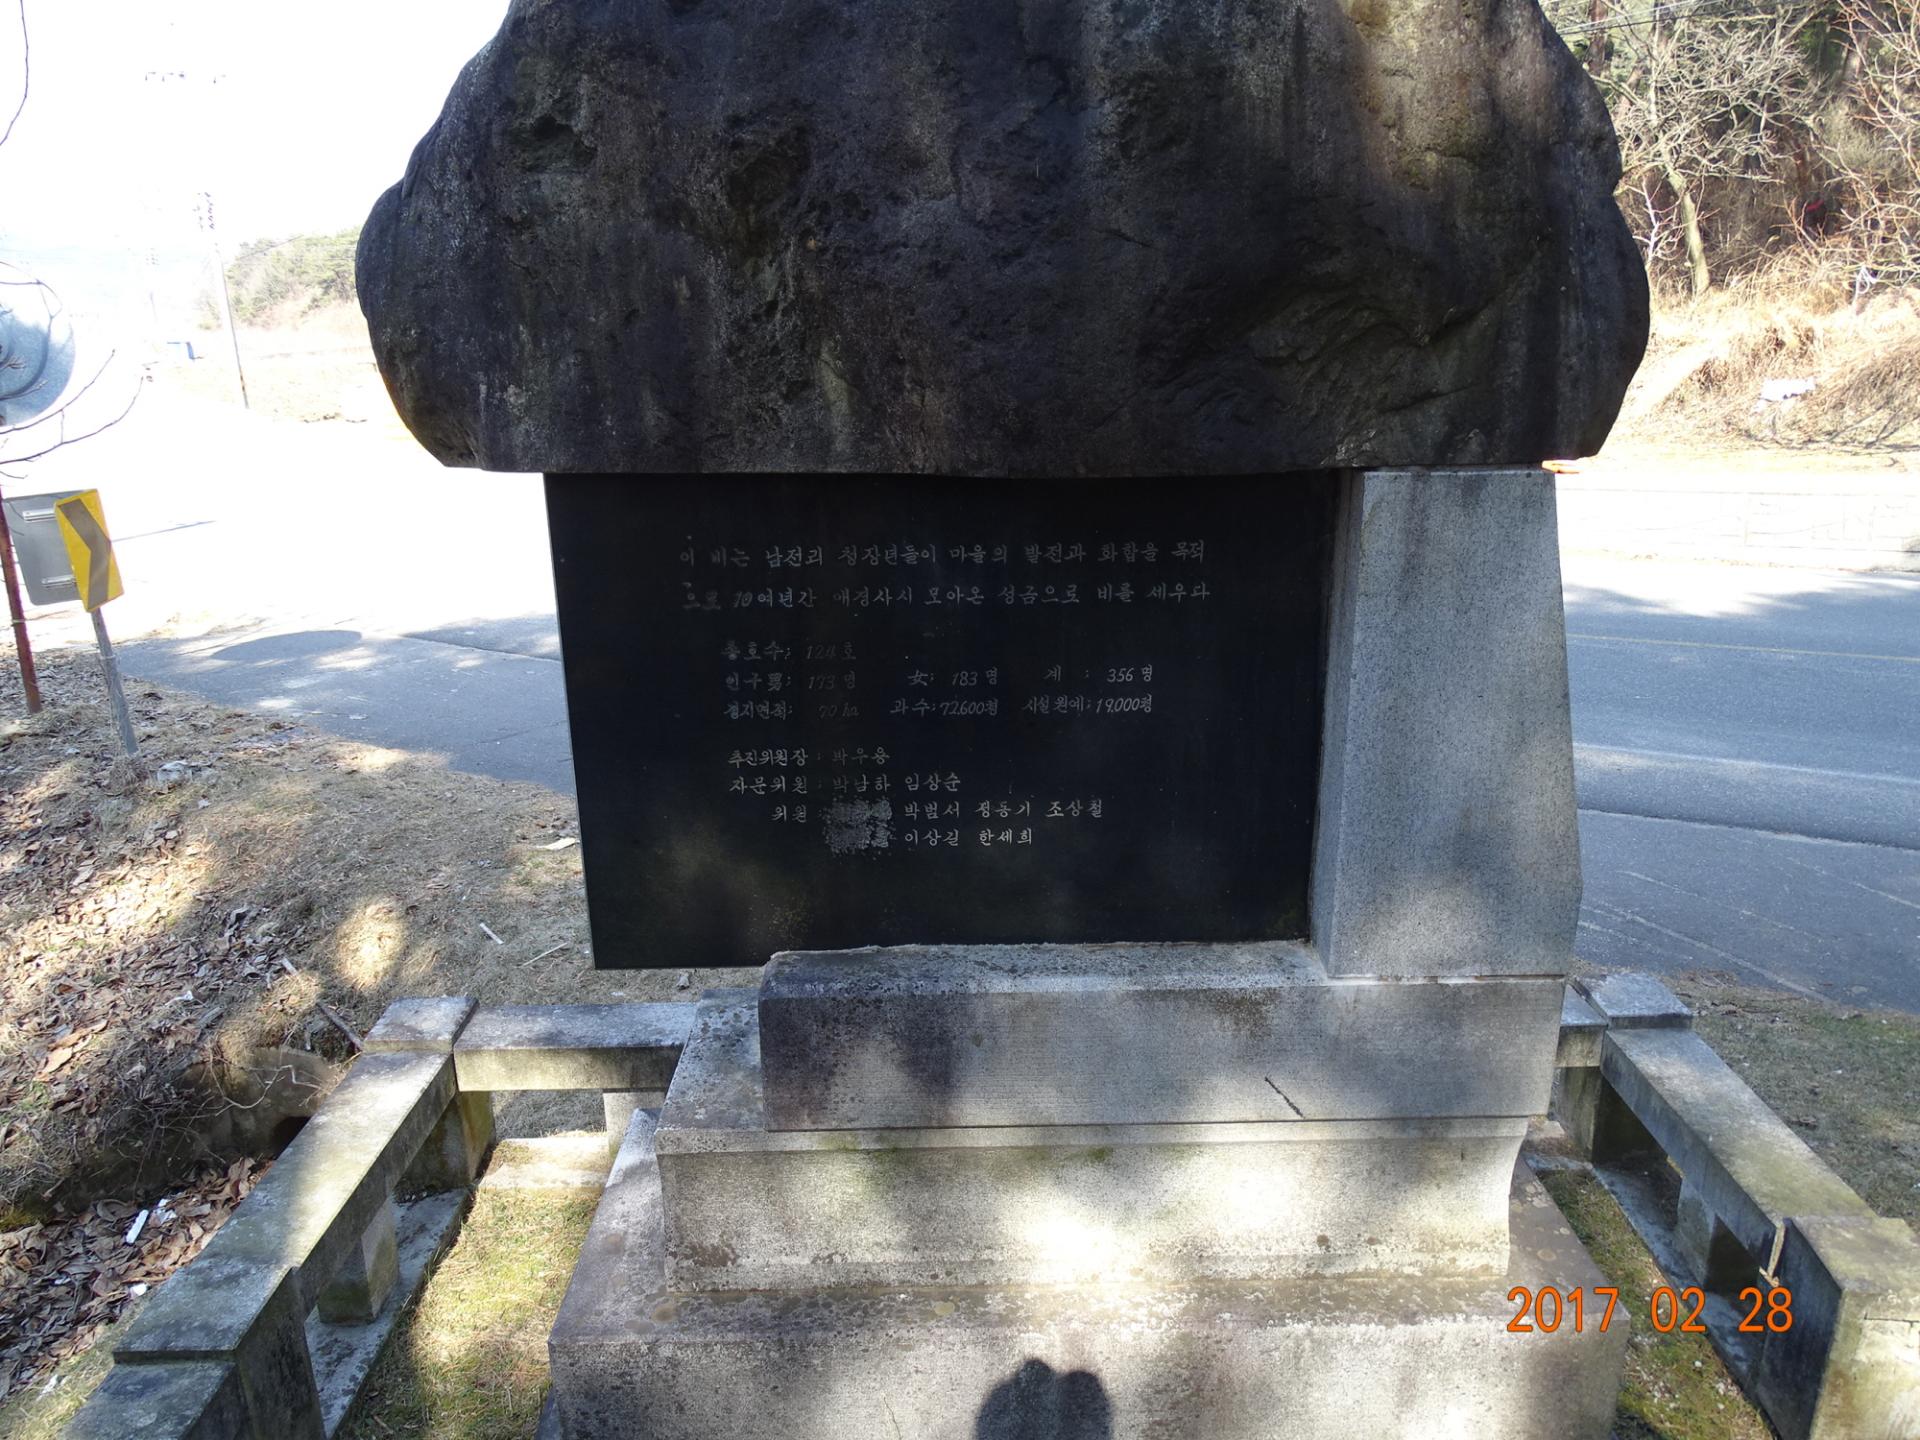 이 비는 남전리 청장년들이 마을의 발전과 화합을 목적
으로 10여년간 애경사시 모아온 성금으로 비를 세우다
총호수: 124호
인구 男: 173명 女: 183명 계 : 356명
경지면적: 70ha 과수: 72,600평 시설원예: 19,000평
추진위원장 : 박우용
자문위원 : 박남하 임상순
위원 : 박범서 정동기 조상철
이상길 한세희
2017 02 28